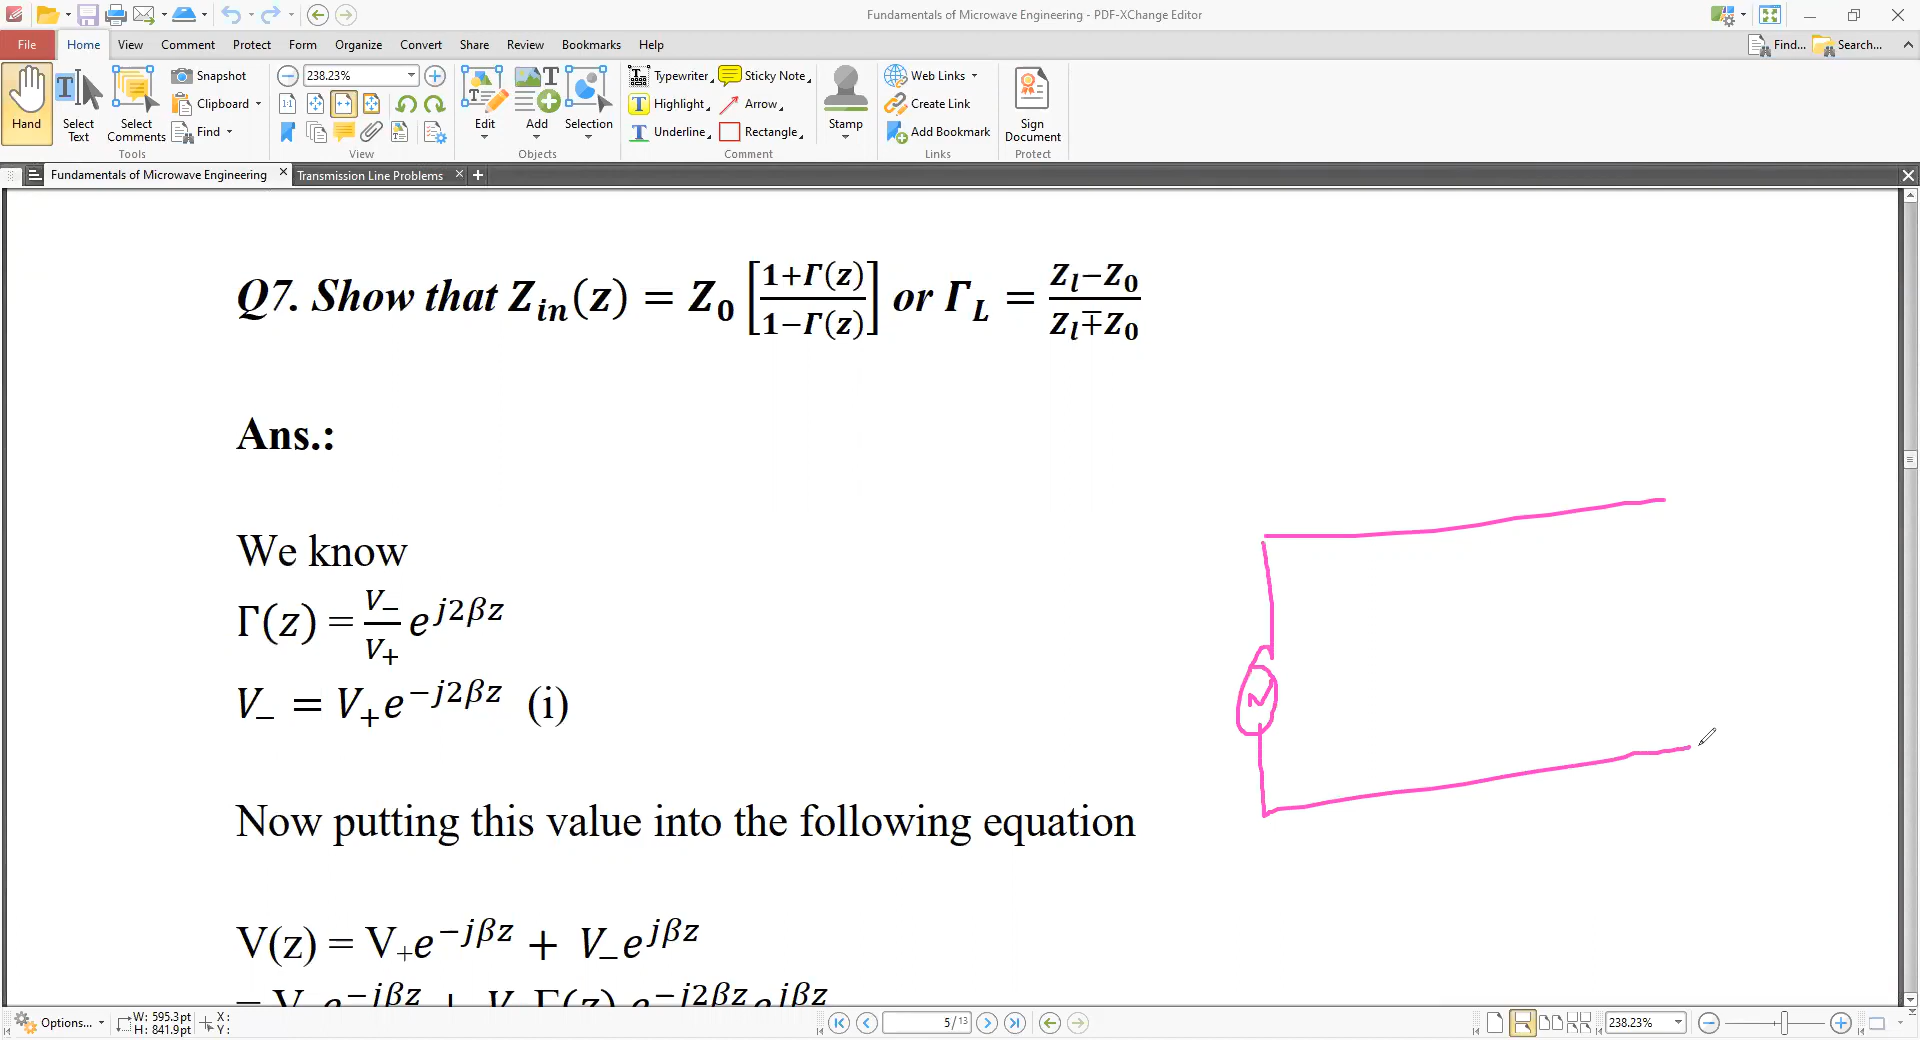 Fundamentals of Microwave Engineering - PDF-XChange Editor
File Home View Comment Protect Form Organize Convert Share Review Bookmarks Help Find... Search...
Hand
Select Text
Select Comments
Snapshot
Clipboard
Find
Tools
238.23%
View
Edit
Add
Selection
Objects
Typewriter Sticky Note
Highlight Arrow
Underline Rectangle
Stamp
Comment
Web Links
Create Link
Add Bookmark
Links
Sign Document
Protect
Fundamentals of Microwave Engineering Transmission Line Problems
Q7. Show that Z_in(z) = Z_0 [1+Γ(z) / 1−Γ(z)] or Γ_L = Z_l−Z_0 / Z_l∓Z_0
Ans.:
We know
Γ(z) = V_− / V_+ e^{j2βz}
V_− = V_+ e^{−j2βz} (i)
Now putting this value into the following equation
V(z) = V_+ e^{−jβz} + V_− e^{jβz}
Options... W: 595.3pt H: 841.9pt X: Y: 5 / 13 238.23%